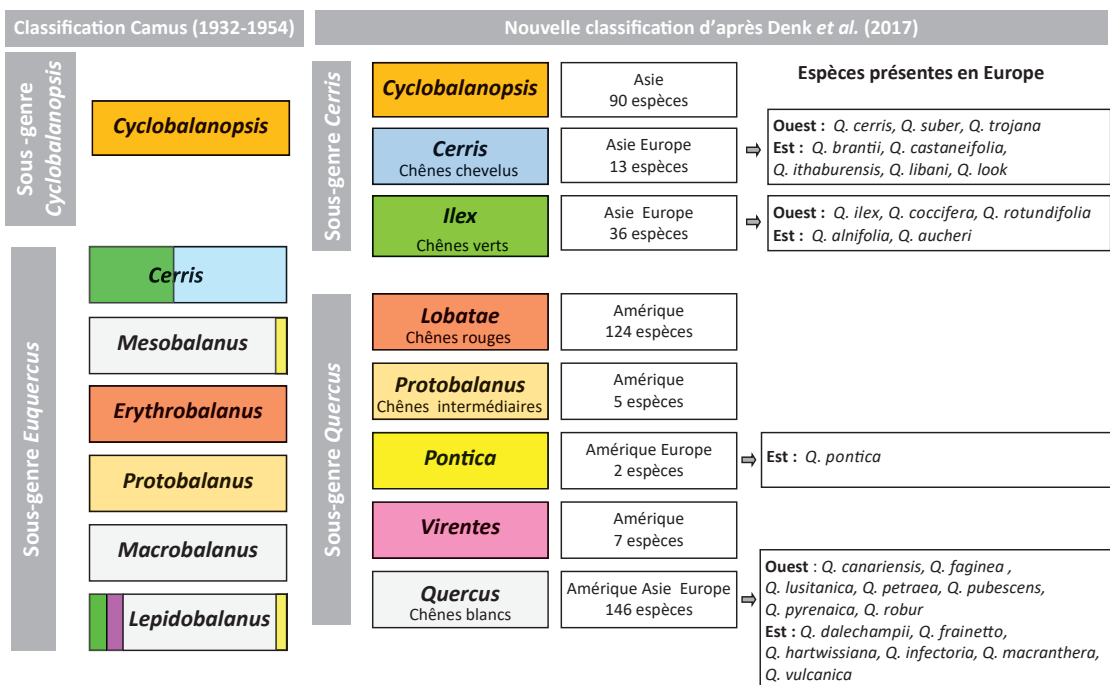 Classification Camus (1932-1954)
Sous -genre
Cyclobalanopsis
Cyclobalanopsis
Sous-genre Euquercus
Cerris
Mesobalanus
Erythrobalanus
Protobalanus
Macrobalanus
Lepidobalanus
Nouvelle classification d'après Denk et al. (2017)
Espèces présentes en Europe
Sous-genre Cerris
Cyclobalanopsis
Asie
90 espèces
Cerris
Chênes chevelus
Asie Europe
13 espèces
Ouest : Q. cerris, Q. suber, Q. trojana
Est : Q. brantii, Q. castaneifolia,
Q. ithaburensis, Q. libani, Q. look
Ilex
Chênes verts
Asie Europe
36 espèces
Ouest : Q. ilex, Q. coccifera, Q. rotundifolia
Est : Q. alnifolia, Q. aucheri
Sous-genre Quercus
Lobatae
Chênes rouges
Amérique
124 espèces
Protobalanus
Chênes intermédiaires
Amérique
5 espèces
Pontica
Amérique Europe
2 espèces
Est : Q. pontica
Virentes
Amérique
7 espèces
Quercus
Chênes blancs
Amérique Asie Europe
146 espèces
Ouest : Q. canariensis, Q. faginea ,
Q. lusitanica, Q. petraea, Q. pubescens,
Q. pyrenaica, Q. robur
Est : Q. dalechampii, Q. frainetto,
Q. hartwissiana, Q. infectoria, Q. macranthera,
Q. vulcanica